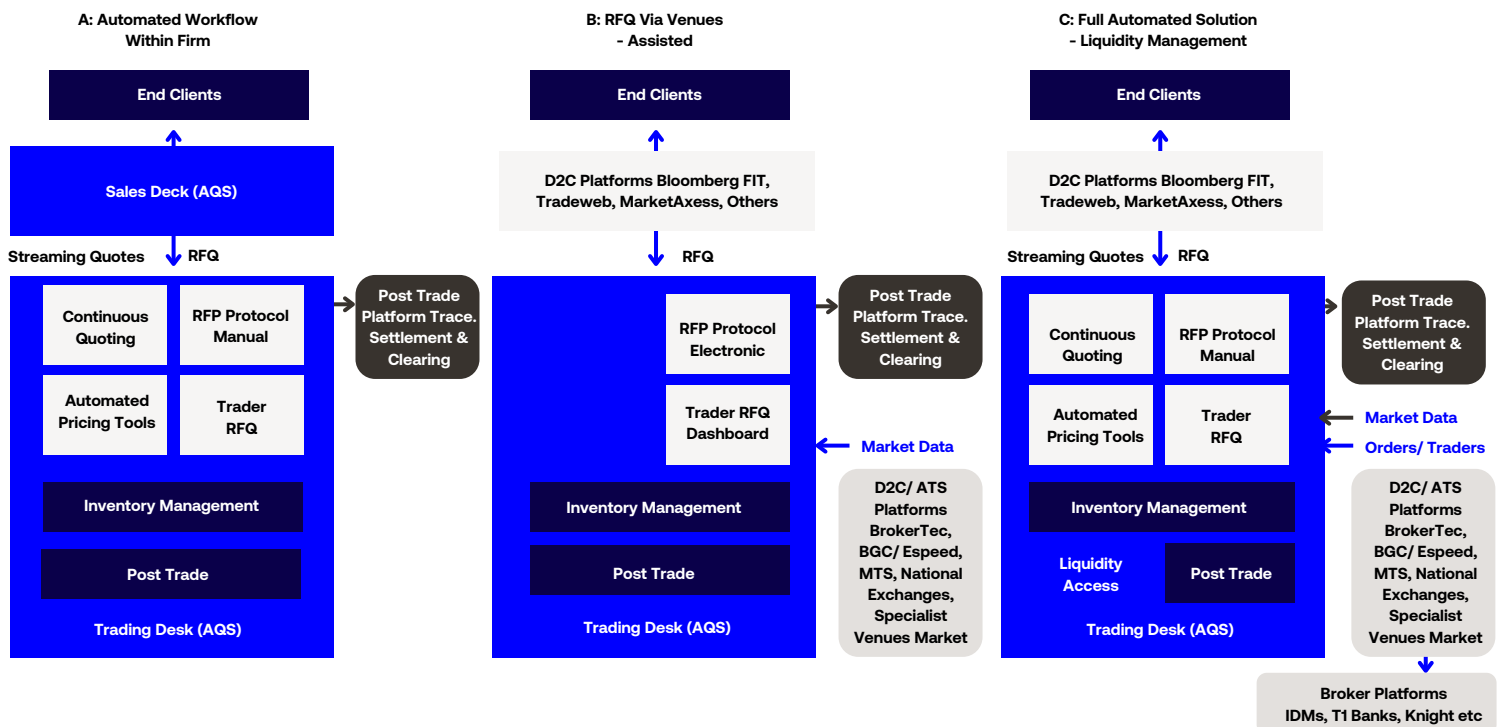 A: Automated Workflow
Within Firm
End Clients
Sales Deck (AQS)
Streaming Quotes
RFQ
Continuous
Quoting
RFP Protocol
Manual
Automated
Pricing Tools
Trader
RFQ
Inventory Management
Post Trade
Trading Desk (AQS)
Post Trade
Platform Trace.
Settlement &
Clearing
B: RFQ Via Venues
- Assisted
End Clients
D2C Platforms Bloomberg FIT,
Tradeweb, MarketAxess, Others
RFQ
RFP Protocol
Electronic
Trader RFQ
Dashboard
Inventory Management
Post Trade
Trading Desk (AQS)
Post Trade
Platform Trace.
Settlement &
Clearing
Market Data
D2C/ ATS
Platforms
BrokerTec,
BGC/ Espeed,
MTS, National
Exchanges,
Specialist
Venues Market
C: Full Automated Solution
- Liquidity Management
End Clients
D2C Platforms Bloomberg FIT,
Tradeweb, MarketAxess, Others
Streaming Quotes
RFQ
Continuous
Quoting
RFP Protocol
Manual
Automated
Pricing Tools
Trader
RFQ
Inventory Management
Liquidity
Access
Post Trade
Trading Desk (AQS)
Post Trade
Platform Trace.
Settlement &
Clearing
Market Data
Orders/ Traders
D2C/ ATS
Platforms
BrokerTec,
BGC/ Espeed,
MTS, National
Exchanges,
Specialist
Venues Market
Broker Platforms
IDMs, T1 Banks, Knight etc